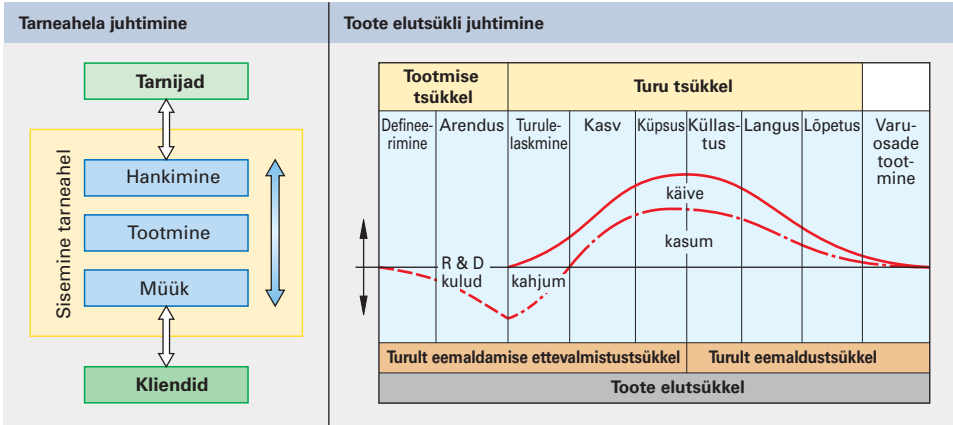 Tarneahela juhtimine
Tarnijad
Sisemine tarneahel
Hankimine
Tootmine
Müük
Kliendid
Toote elutsükli juhtimine
Tootmise
tsükkel
Turu tsükkel
Definee-
rimine
Arendus
Turule-
laskmine
Kasv
Küpsus
Küllas-
tus
Langus
Lõpetus
Varu-
osade
toot-
mine
käive
kasum
R & D
kulud
kahjum
Turult eemaldamise ettevalmistustsükkel
Turult eemaldustsükkel
Toote elutsükkel